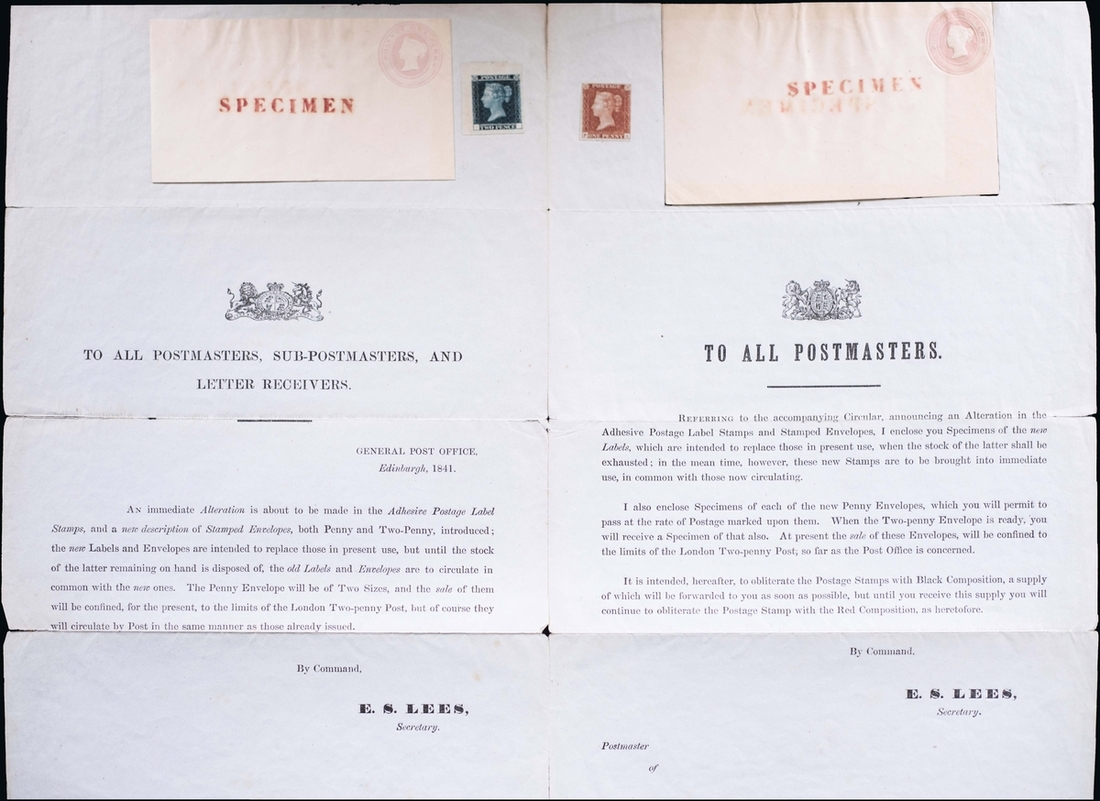 SPECIMEN
POSTAGE
TWO PENCE
POSTAGE
ONE PENNY
SPECIMEN
TO ALL POSTMASTERS, SUB-POSTMASTERS, AND
LETTER RECEIVERS.
GENERAL POST OFFICE,
Edinburgh, 1841.
AN immediate Alteration is about to be made in the Adhesive Postage Label
Stamps, and a new description of Stamped Envelopes, both Penny and Two-Penny, introduced;
the new Labels and Envelopes are intended to replace those in present use, but until the stock
of the latter remaining on hand is disposed of, the old Labels and Envelopes are to circulate in
common with the new ones. The Penny Envelope will be of Two Sizes, and the sale of them
will be confined, for the present, to the limits of the London Two-penny Post, but of course they
will circulate by Post in the same manner as those already issued.
By Command,
E. S. LEES,
Secretary.
TO ALL POSTMASTERS.
REFERRING to the accompanying Circular, announcing an Alteration in the
Adhesive Postage Label Stamps and Stamped Envelopes, I enclose you Specimens of the new
Labels, which are intended to replace those in present use, when the stock of the latter shall be
exhausted; in the mean time, however, these new Stamps are to be brought into immediate
use, in common with those now circulating.
I also enclose Specimens of each of the new Penny Envelopes, which you will permit to
pass at the rate of Postage marked upon them. When the Two-penny Envelope is ready, you
will receive a Specimen of that also. At present the sale of these Envelopes, will be confined to
the limits of the London Two-penny Post; so far as the Post Office is concerned.
It is intended, hereafter, to obliterate the Postage Stamps with Black Composition, a supply
of which will be forwarded to you as soon as possible, but until you receive this supply you will
continue to obliterate the Postage Stamp with the Red Composition, as heretofore.
By Command,
E. S. LEES,
Secretary.
Postmaster
of